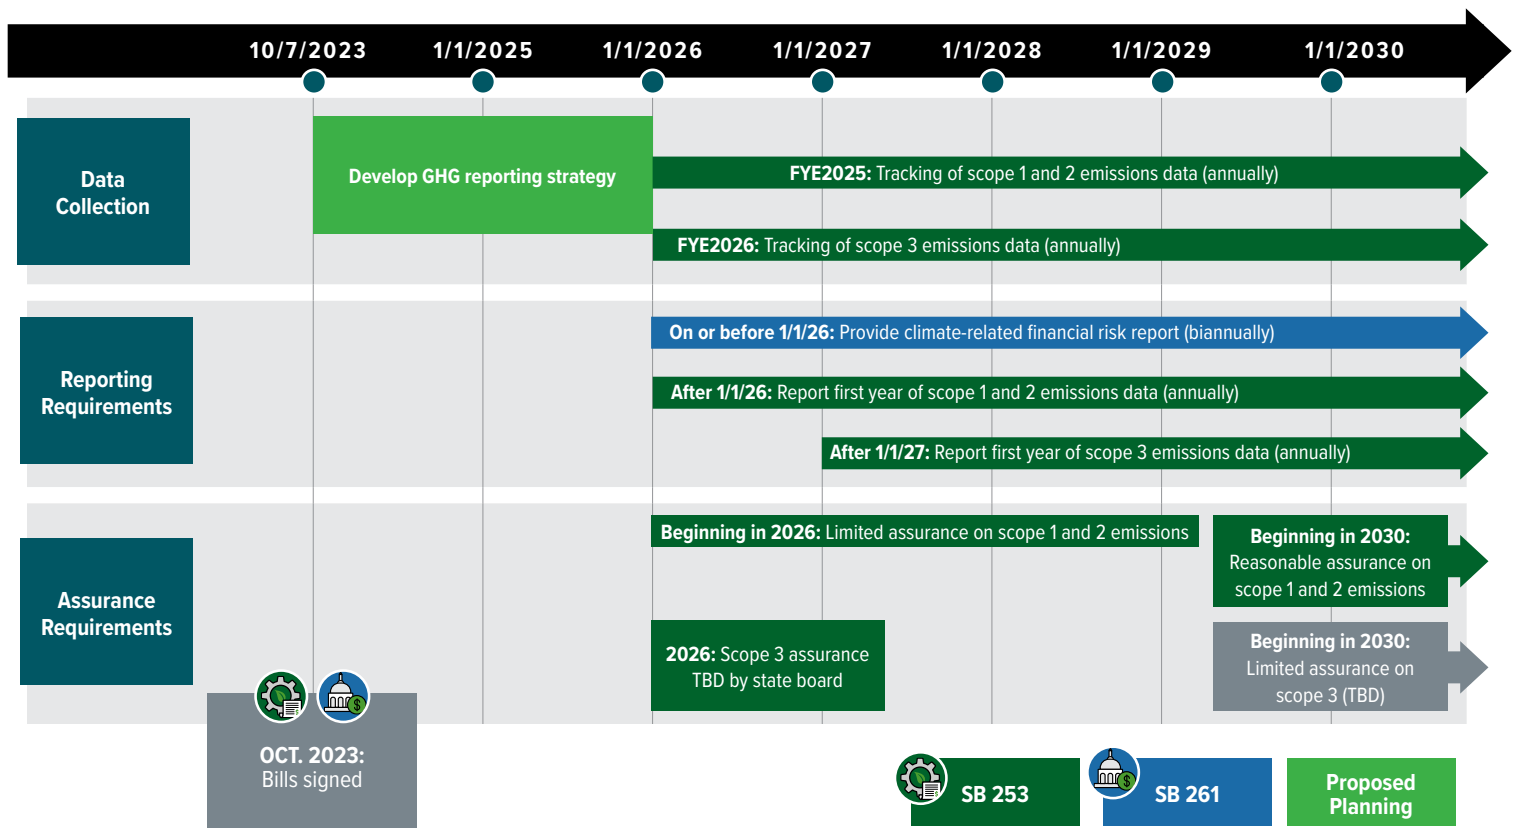 10/7/2023 1/1/2025 1/1/2026 1/1/2027 1/1/2028 1/1/2029 1/1/2030
Data
Collection
Develop GHG reporting strategy
FYE2025: Tracking of scope 1 and 2 emissions data (annually)
FYE2026: Tracking of scope 3 emissions data (annually)
Reporting
Requirements
On or before 1/1/26: Provide climate-related financial risk report (biannually)
After 1/1/26: Report first year of scope 1 and 2 emissions data (annually)
After 1/1/27: Report first year of scope 3 emissions data (annually)
Assurance
Requirements
Beginning in 2026: Limited assurance on scope 1 and 2 emissions
Beginning in 2030:
Reasonable assurance on
scope 1 and 2 emissions
2026: Scope 3 assurance
TBD by state board
Beginning in 2030:
Limited assurance on
scope 3 (TBD)
OCT. 2023:
Bills signed
$
SB 253
$
SB 261
Proposed
Planning